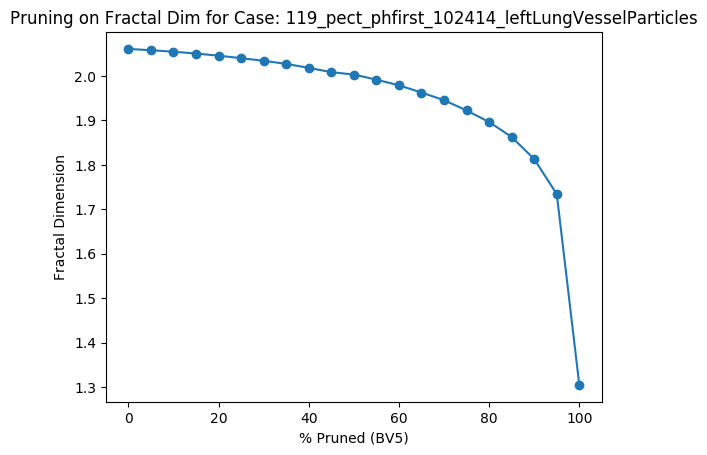 Pruning on Fractal Dim for Case: 119_pect_phfirst_102414_leftLungVesselParticles
2.0
1.9
1.8
1.7
1.6
1.5
1.4
1.3
Fractal Dimension
0 20 40 60 80 100
% Pruned (BV5)